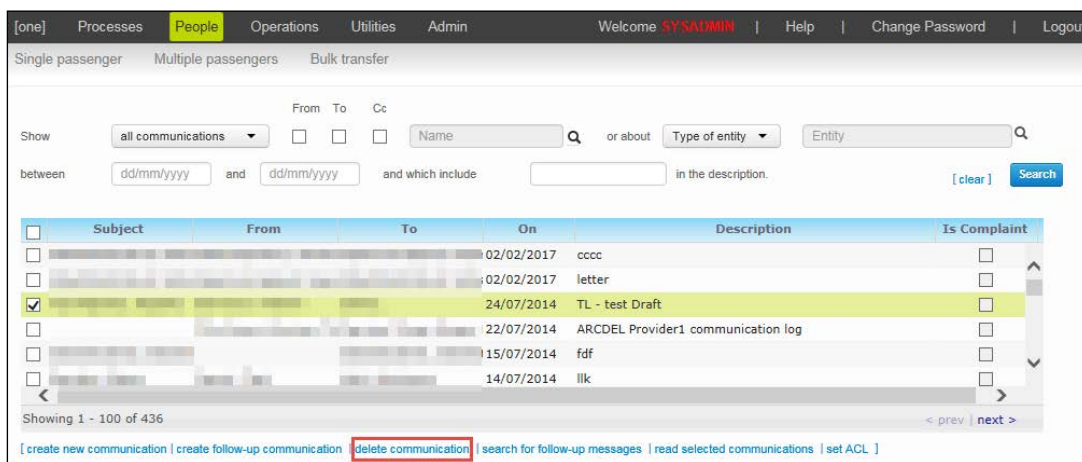 [one] Processes People Operations Utilities Admin Welcome SYSADMIN | Help | Change Password | Logout
Single passenger Multiple passengers Bulk transfer
From To Cc
Show all communications Name or about Type of entity Entity
between dd/mm/yyyy and dd/mm/yyyy and which include in the description. [ clear ] Search
Subject From To On Description Is Complaint
02/02/2017 cccc
02/02/2017 letter
24/07/2014 TL - test Draft
22/07/2014 ARCDEL Provider1 communication log
15/07/2014 fdf
14/07/2014 llk
Showing 1 - 100 of 436 < prev | next >
[ create new communication | create follow-up communication | delete communication | search for follow-up messages | read selected communications | set ACL ]